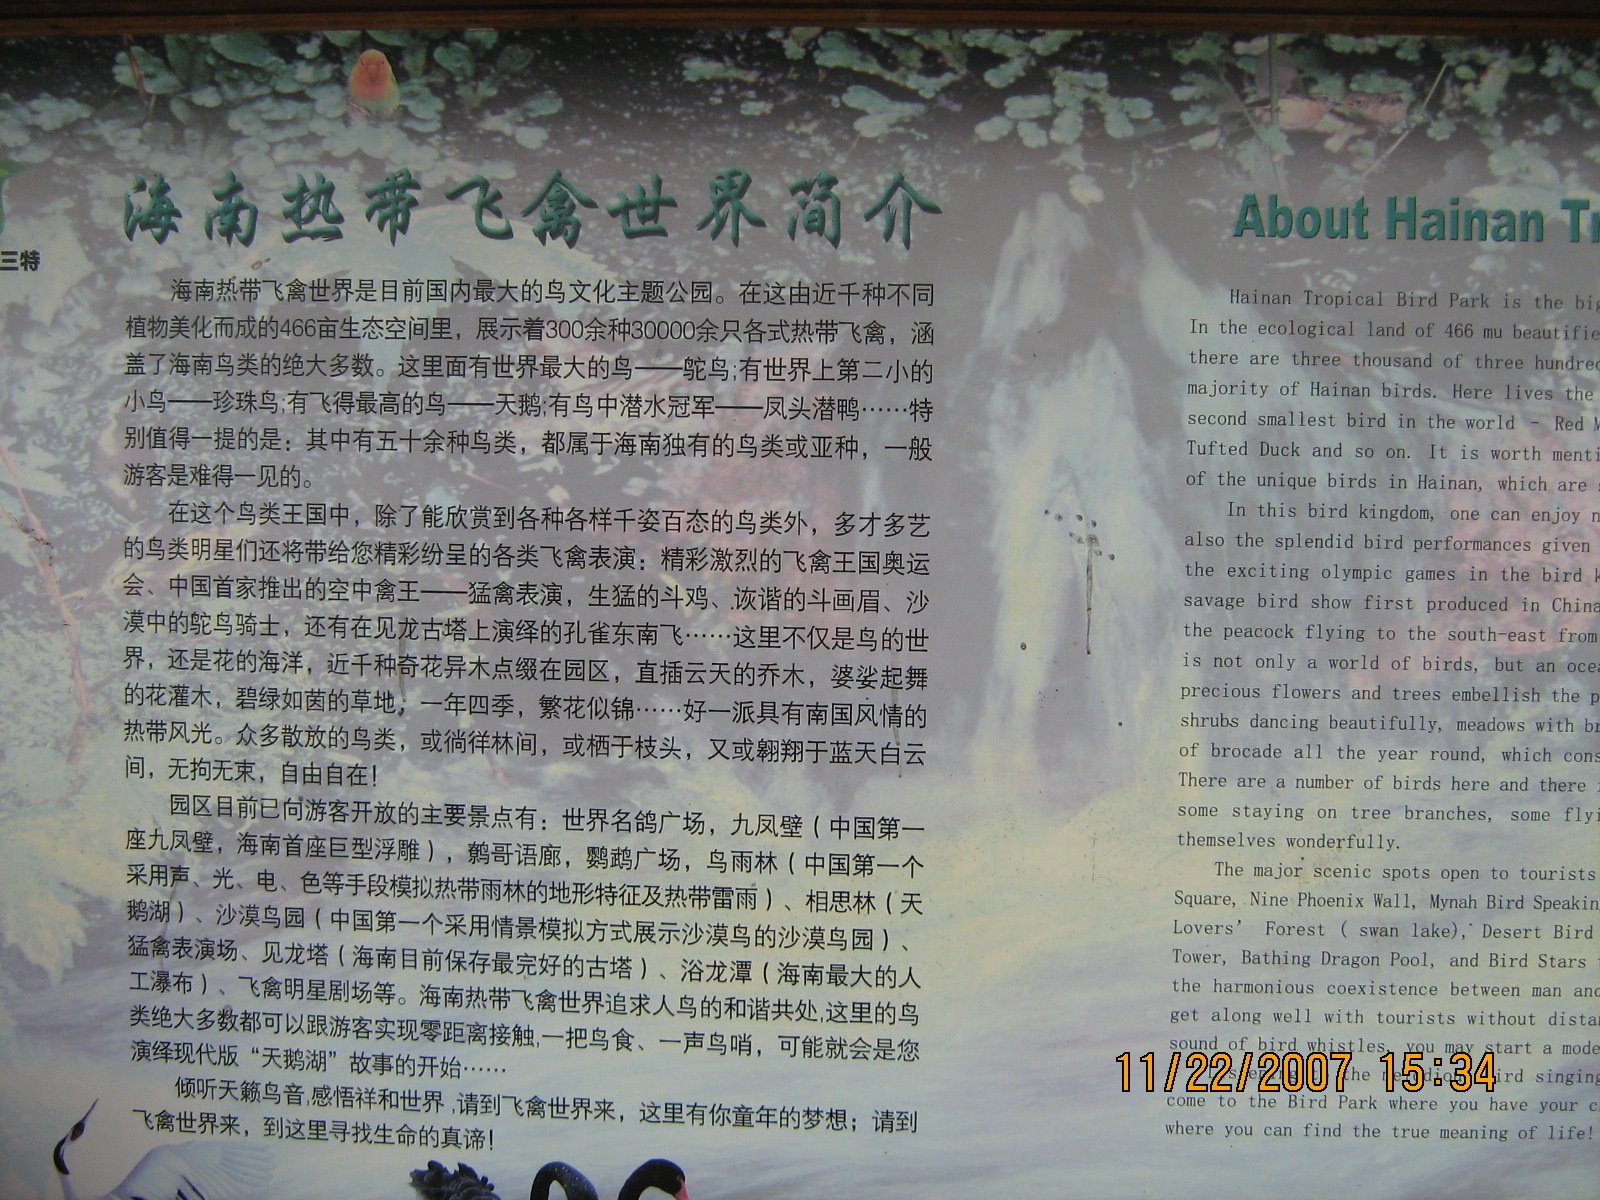 三特
海南热带飞禽世界简介
海南热带飞禽世界是目前国内最大的鸟文化主题公园。在这由近千种不同
植物美化而成的466亩生态空间里，展示着300余种30000余只各式热带飞禽，涵
盖了海南鸟类的绝大多数。这里面有世界最大的鸟——鸵鸟;有世界上第二小的
小鸟——珍珠鸟;有飞得最高的鸟——天鹅;有鸟中潜水冠军——凤头潜鸭……特
别值得一提的是：其中有五十余种鸟类，都属于海南独有的鸟类或亚种，一般
游客是难得一见的。
在这个鸟类王国中，除了能欣赏到各种各样千姿百态的鸟类外，多才多艺
的鸟类明星们还将带给您精彩纷呈的各类飞禽表演：精彩激烈的飞禽王国奥运
会、中国首家推出的空中禽王——猛禽表演，生猛的斗鸡、诙谐的斗画眉、沙
漠中的鸵鸟骑士，还有在见龙古塔上演绎的孔雀东南飞……这里不仅是鸟的世
界，还是花的海洋，近千种奇花异木点缀在园区，直插云天的乔木，婆娑起舞
的花灌木，碧绿如茵的草地；一年四季，繁花似锦……好一派具有南国风情的
热带风光。众多散放的鸟类，或徜徉林间，或栖于枝头，又或翱翔于蓝天白云
间，无拘无束，自由自在！
园区目前已向游客开放的主要景点有：世界名鸽广场，九凤壁（中国第一
座九凤壁，海南首座巨型浮雕），鹩哥语廊，鹦鹉广场，鸟雨林（中国第一个
采用声、光、电、色等手段模拟热带雨林的地形特征及热带雷雨）、相思林（天
鹅湖）、沙漠鸟园（中国第一个采用情景模拟方式展示沙漠鸟的沙漠鸟园）、
猛禽表演场、见龙塔（海南目前保存最完好的古塔）、浴龙潭（海南最大的人
工瀑布）、飞禽明星剧场等。海南热带飞禽世界追求人鸟的和谐共处,这里的鸟
类绝大多数都可以跟游客实现零距离接触,一把鸟食、一声鸟哨，可能就会是您
演绎现代版“天鹅湖”故事的开始……
倾听天籁鸟音,感悟祥和世界,请到飞禽世界来，这里有你童年的梦想；请到
飞禽世界来，到这里寻找生命的真谛！
About Hainan Tr
Hainan Tropical Bird Park is the big
In the ecological land of 466 mu beautifie
there are three thousand of three hundred
majority of Hainan birds. Here lives the
second smallest bird in the world - Red
Tufted Duck and so on. It is worth menti
of the unique birds in Hainan, which are
In this bird kingdom, one can enjoy n
also the splendid bird performances given
the exciting olympic games in the bird k
savage bird show first produced in China
the peacock flying to the south-east from
is not only a world of birds, but an ocea
precious flowers and trees embellish the p
shrubs dancing beautifully, meadows with br
of brocade all the year round, which cons
There are a number of birds here and there
some staying on tree branches, some flyi
themselves wonderfully.
The major scenic spots open to tourists
Square, Nine Phoenix Wall, Mynah Bird Speakin
Lovers' Forest ( swan lake), Desert Bird
Tower, Bathing Dragon Pool, and Bird Stars
the harmonious coexistence between man and
get along well with tourists without distan
sound of bird whistles, you may start a mode
the bird singing
come to the Bird Park where you have your c
where you can find the true meaning of life!
11/22/2007 15:34